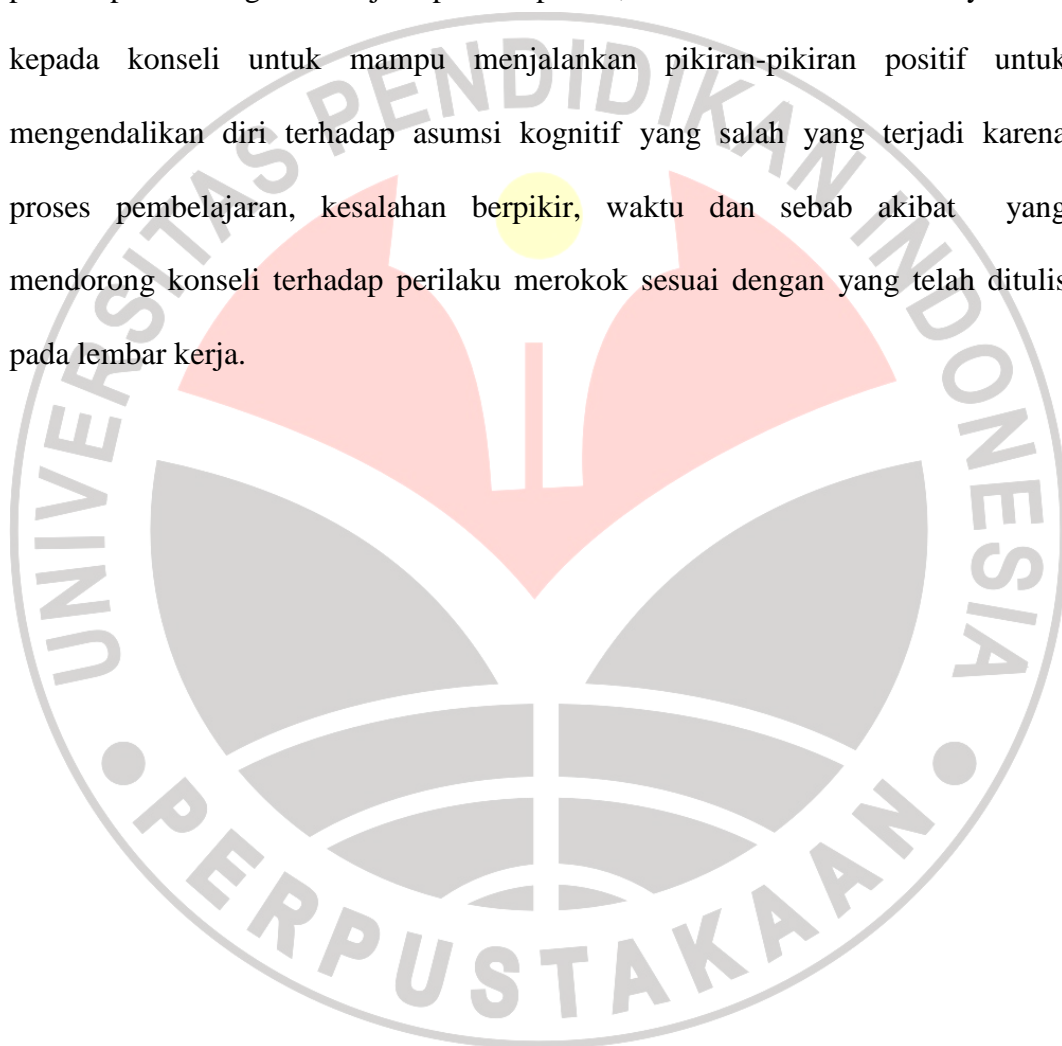 kepada konseli untuk mampu menjalankan pikiran-pikiran positif untuk
mengendalikan diri terhadap asumsi kognitif yang salah yang terjadi karena
proses pembelajaran, kesalahan berpikir, waktu dan sebab akibat yang
mendorong konseli terhadap perilaku merokok sesuai dengan yang telah ditulis
pada lembar kerja.
UNIVERSITAS PENDIDIKAN INDONESIA
PERPUSTAKAAN